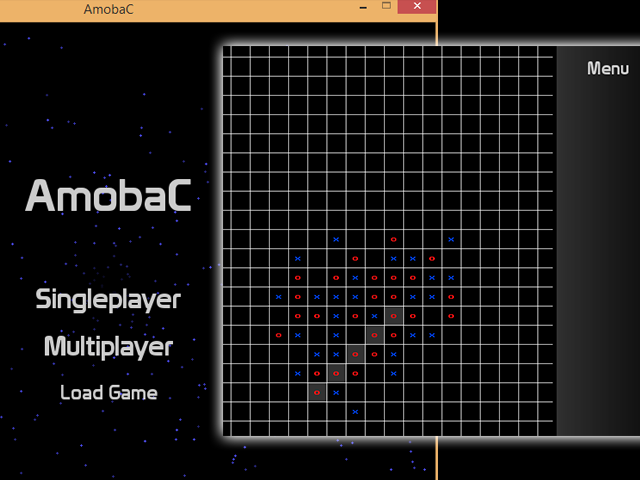 AmobaC
Menu
AmobaC
Singleplayer
Multiplayer
Load Game
x o x
x o x x o
o o x o o o x x
x o x x x o o x x o
o o x o x o o o
o x x o o x x
x x o o x
x o o o x
o x
x